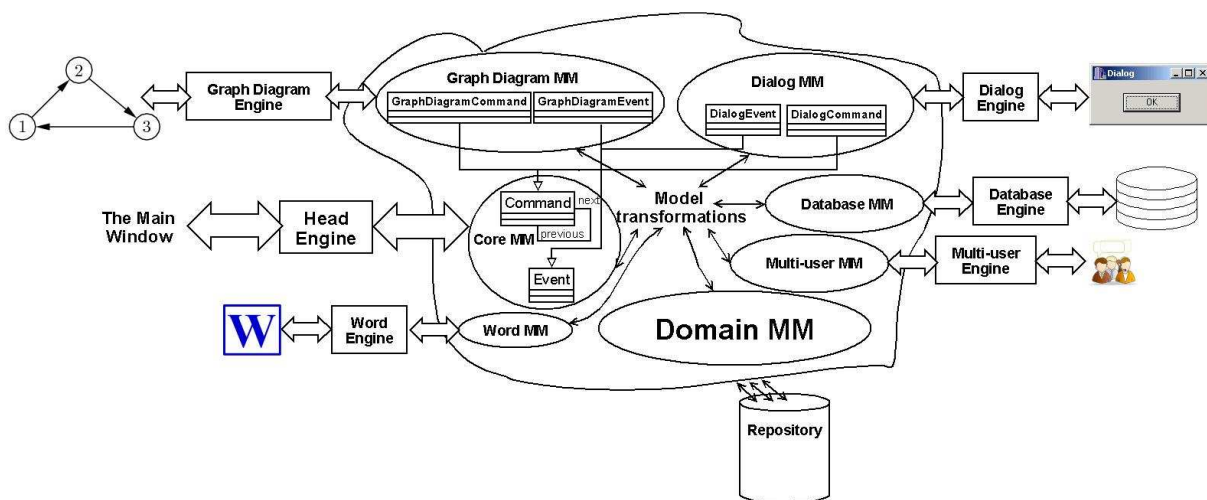 2
1
3
Graph Diagram
Engine
Graph Diagram MM
GraphDiagramCommand
GraphDiagramEvent
Dialog MM
DialogEvent
DialogCommand
Dialog
Engine
Dialog
OK
The Main
Window
Head
Engine
Core MM
Command
next
previous
Event
Model
transformations
Database MM
Database
Engine
Multi-user MM
Multi-user
Engine
W
Word
Engine
Word MM
Domain MM
Repository